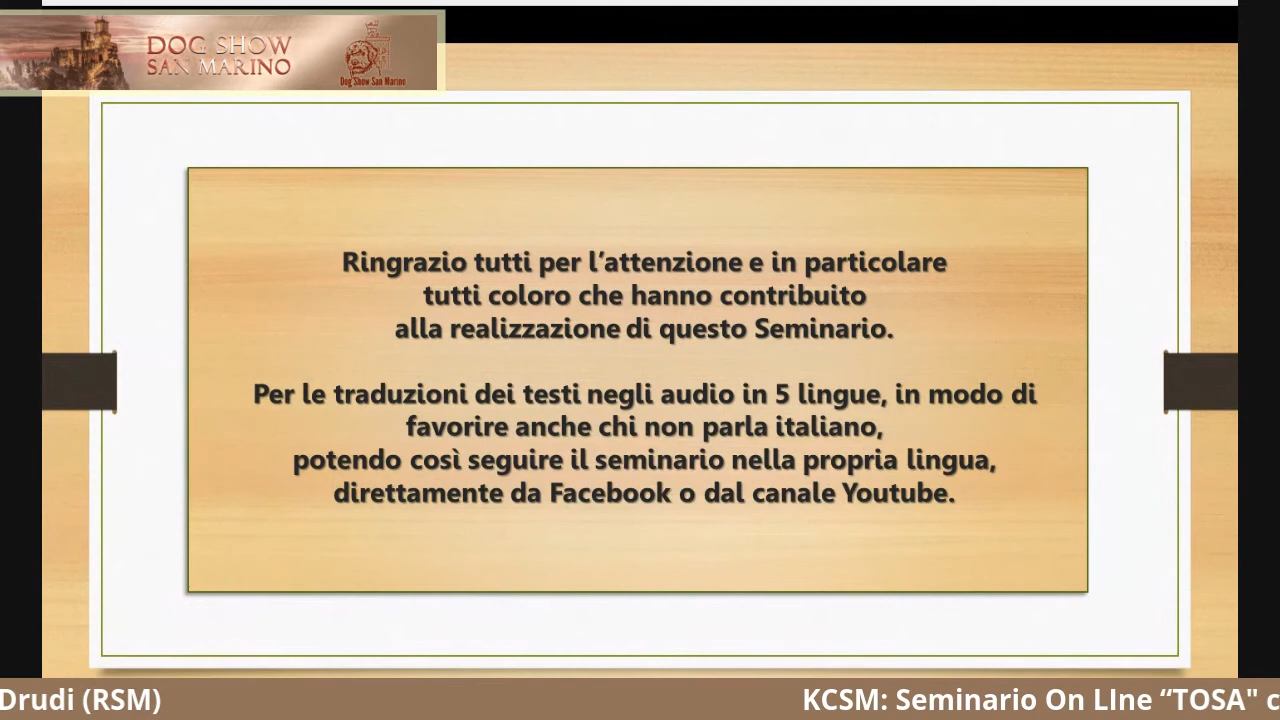 DOG SHOW
SAN MARINO
Dog Show San Marino
Ringrazio tutti per l’attenzione e in particolare
tutti coloro che hanno contribuito
alla realizzazione di questo Seminario.
Per le traduzioni dei testi negli audio in 5 lingue, in modo di
favorire anche chi non parla italiano,
potendo così seguire il seminario nella propria lingua,
direttamente da Facebook o dal canale Youtube.
Drudi (RSM)
KCSM: Seminario On LIne “TOSA" c